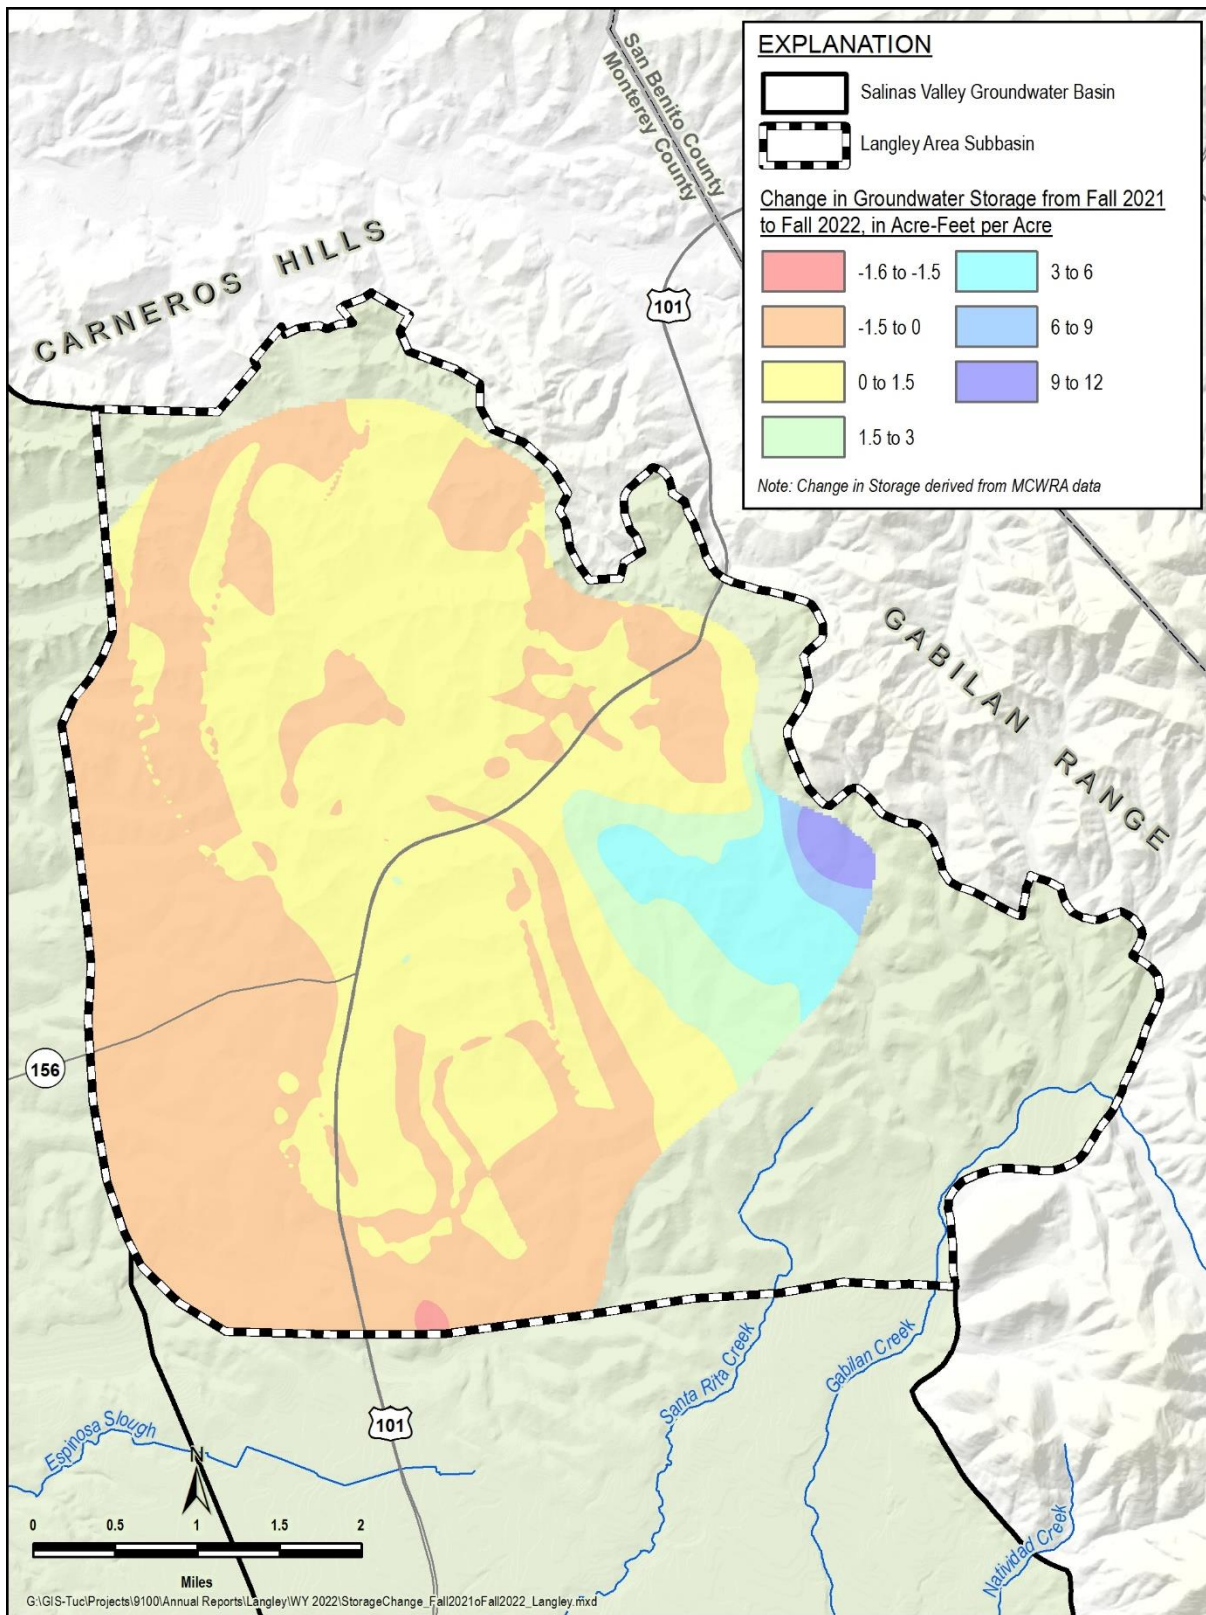 EXPLANATION
Salinas Valley Groundwater Basin
Langley Area Subbasin
Change in Groundwater Storage from Fall 2021
to Fall 2022, in Acre-Feet per Acre
-1.6 to -1.5
3 to 6
-1.5 to 0
6 to 9
0 to 1.5
9 to 12
1.5 to 3
Note: Change in Storage derived from MCWRA data
San Benito County
Monterey County
CARNEROS HILLS
101
GABILAN RANGE
156
101
Santa Rita Creek
Gabilan Creek
Espinosa Slough
Natividad Creek
N
0 0.5 1 1.5 2
Miles
G:\GIS-Tuc\Projects\9100\Annual Reports\Langley\WY 2022\StorageChange_Fall2021oFall2022_Langley.mxd